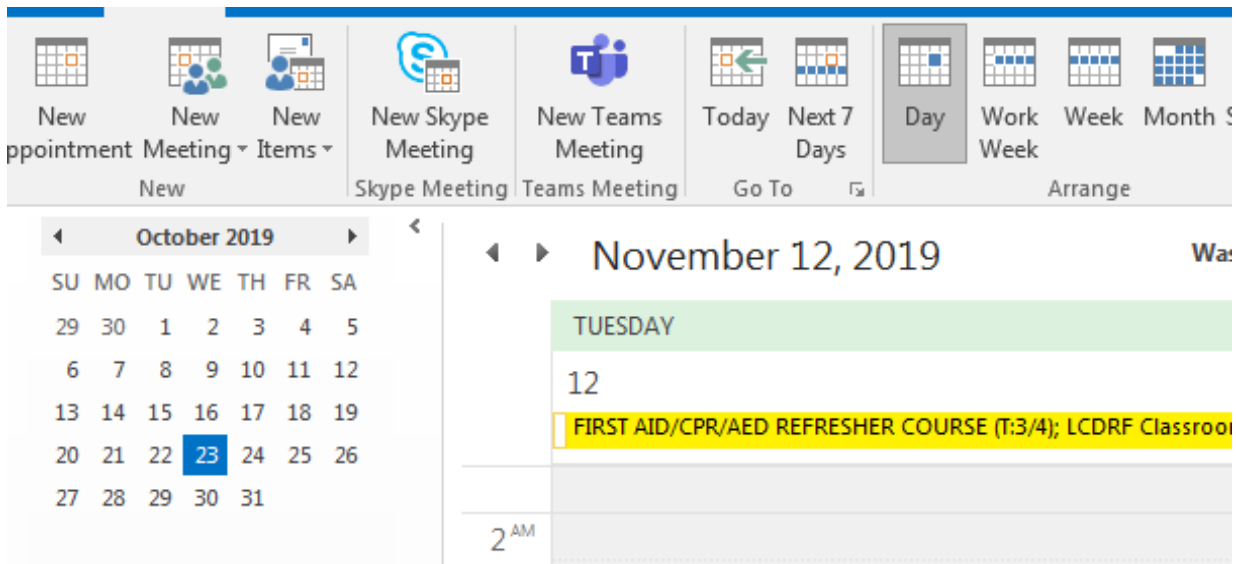 New New New New Skype New Teams Today Next 7 Day Work Week Month
ppointment Meeting Items Meeting Meeting Days Week
New Skype Meeting Teams Meeting Go To Arrange
October 2019
SU MO TU WE TH FR SA
29 30 1 2 3 4 5
6 7 8 9 10 11 12
13 14 15 16 17 18 19
20 21 22 23 24 25 26
27 28 29 30 31
November 12, 2019 Was
TUESDAY
12
FIRST AID/CPR/AED REFRESHER COURSE (T:3/4); LCDRF Classroo
2 AM